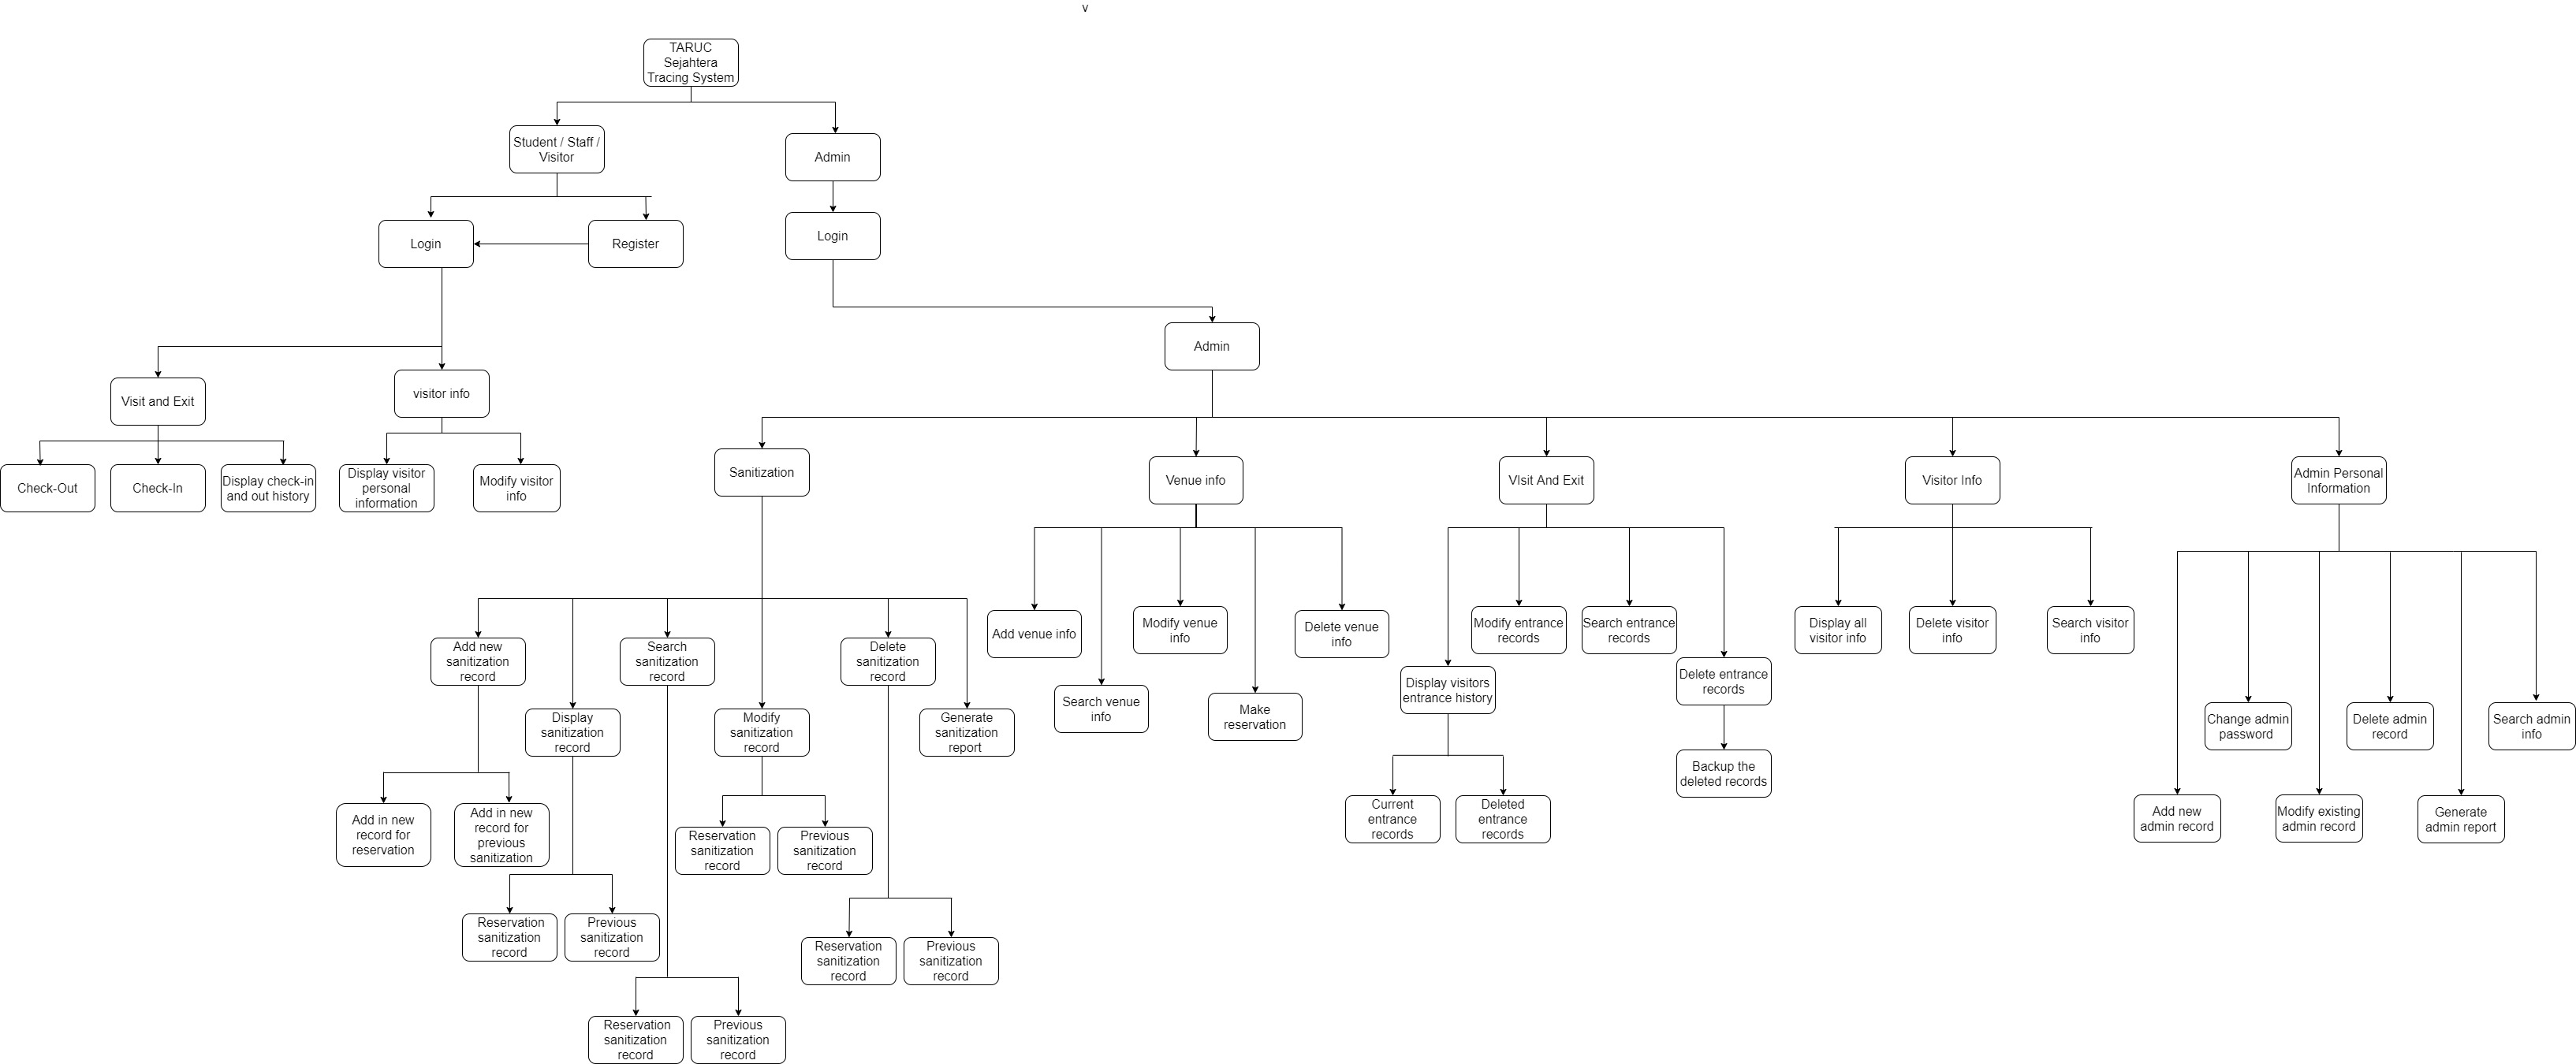 v
TARUC
Sejahtera
Tracing System
Student / Staff /
Visitor
Admin
Login
Register
Login
Admin
Visit and Exit
visitor info
Check-Out
Check-In
Display check-in
and out history
Display visitor
personal
information
Modify visitor
info
Sanitization
Venue info
VIsit And Exit
Visitor Info
Admin Personal
Information
Add new
sanitization
record
Display
sanitization
record
Search
sanitization
record
Modify
sanitization
record
Delete
sanitization
record
Generate
sanitization
report
Add in new
record for
reservation
Add in new
record for
previous
sanitization
Reservation
sanitization
record
Previous
sanitization
record
Reservation
sanitization
record
Previous
sanitization
record
Reservation
sanitization
record
Previous
sanitization
record
Reservation
sanitization
record
Previous
sanitization
record
Add venue info
Search venue
info
Modify venue
info
Make
reservation
Delete venue
info
Display visitors
entrance history
Modify entrance
records
Search entrance
records
Delete entrance
records
Current
entrance
records
Deleted
entrance
records
Backup the
deleted records
Display all
visitor info
Delete visitor
info
Search visitor
info
Add new
admin record
Change admin
password
Modify existing
admin record
Delete admin
record
Generate
admin report
Search admin
info